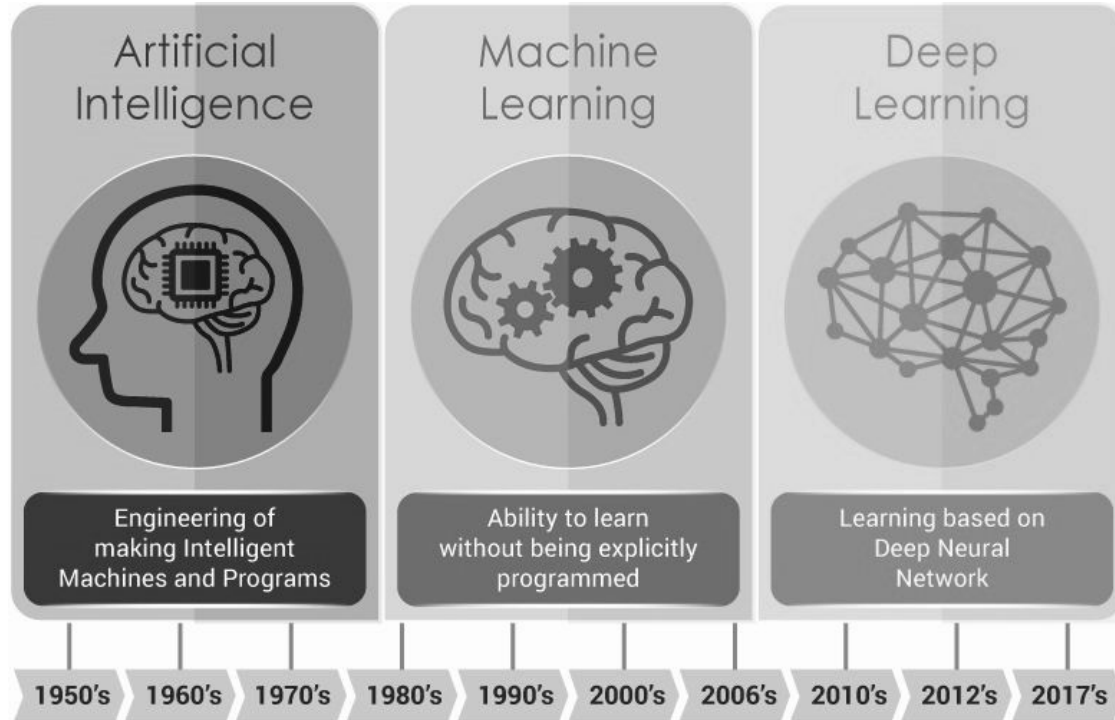 Artificial
Intelligence
Machine
Learning
Deep
Learning
Engineering of
making Intelligent
Machines and Programs
Ability to learn
without being explicitly
programmed
Learning based on
Deep Neural
Network
1950's
1960's
1970's
1980's
1990's
2000's
2006's
2010's
2012's
2017's